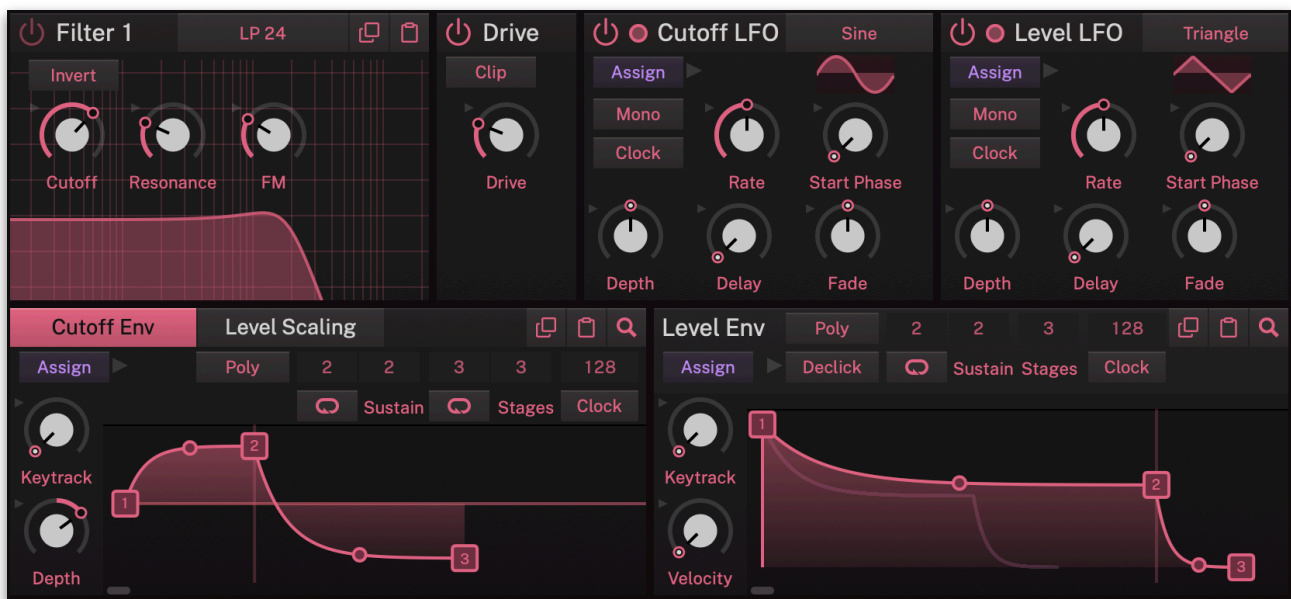 Filter 1 LP 24
Invert
Cutoff Resonance FM
Drive
Clip
Drive
Cutoff LFO Sine
Assign
Mono
Clock
Rate Start Phase
Depth Delay Fade
Level LFO Triangle
Assign
Mono
Clock
Rate Start Phase
Depth Delay Fade
Cutoff Env Level Scaling
Assign Poly 2 2 3 3 128
Sustain Stages Clock
Keytrack
Depth
1 2 3
Level Env Poly 2 2 3 128
Assign Declick Sustain Stages Clock
Keytrack
Velocity
1 2 3